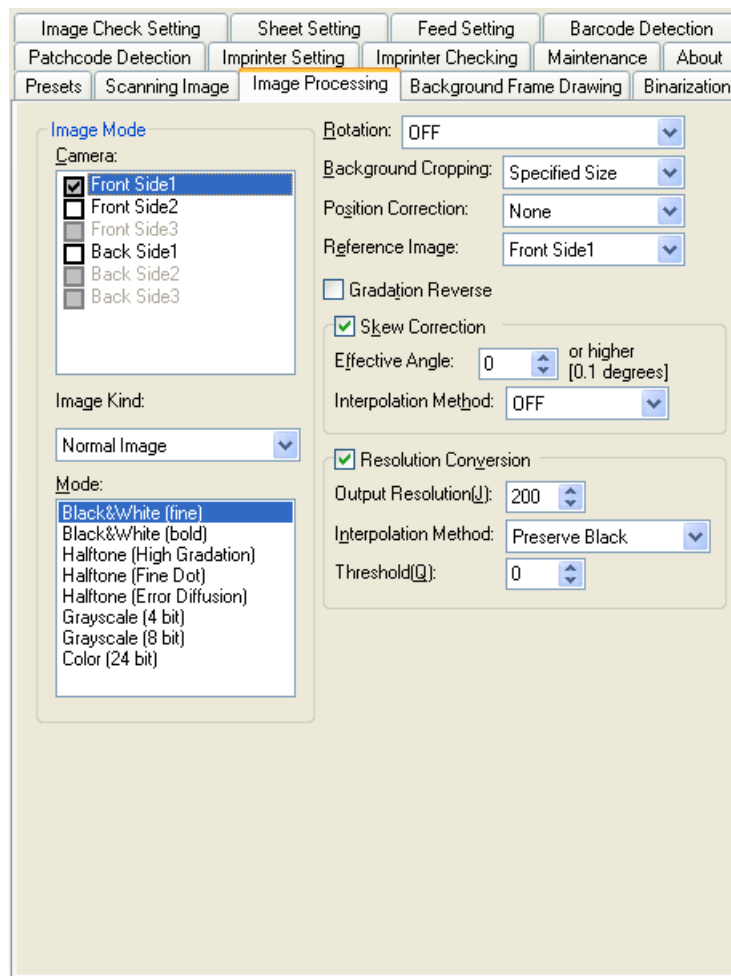 Image Check Setting Sheet Setting Feed Setting Barcode Detection
Patchcode Detection Imprinter Setting Imprinter Checking Maintenance About
Presets Scanning Image Image Processing Background Frame Drawing Binarization
Image Mode
Camera:
Front Side1
Front Side2
Front Side3
Back Side1
Back Side2
Back Side3
Image Kind:
Normal Image
Mode:
Black&White (fine)
Black&White (bold)
Halftone (High Gradation)
Halftone (Fine Dot)
Halftone (Error Diffusion)
Grayscale (4 bit)
Grayscale (8 bit)
Color (24 bit)
Rotation: OFF
Background Cropping: Specified Size
Position Correction: None
Reference Image: Front Side1
Gradation Reverse
Skew Correction
Effective Angle: 0 or higher
[0.1 degrees]
Interpolation Method: OFF
Resolution Conversion
Output Resolution(J): 200
Interpolation Method: Preserve Black
Threshold(Q): 0